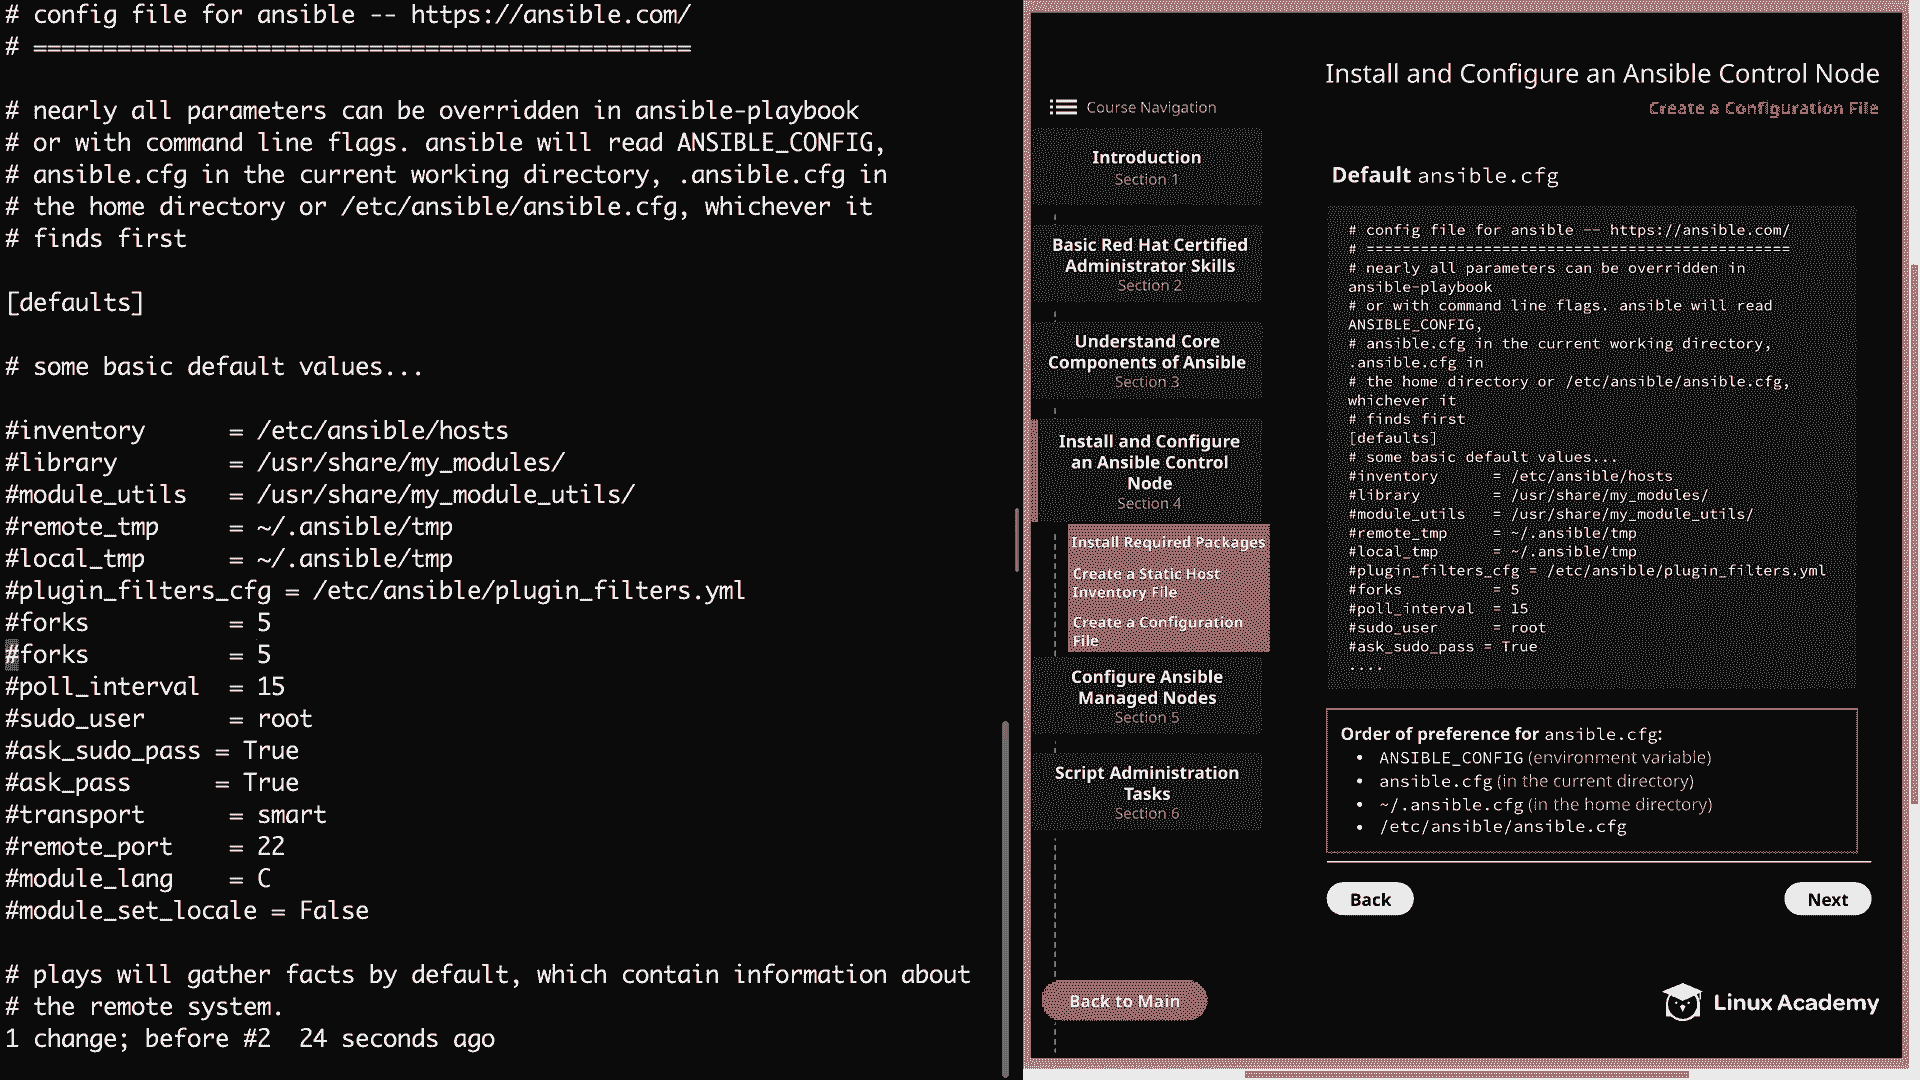 # config file for ansible -- https://ansible.com/
# ===============================================
# nearly all parameters can be overridden in ansible-playbook
# or with command line flags. ansible will read ANSIBLE_CONFIG,
# ansible.cfg in the current working directory, .ansible.cfg in
# the home directory or /etc/ansible/ansible.cfg, whichever it
# finds first
[defaults]
# some basic default values...
#inventory      = /etc/ansible/hosts
#library        = /usr/share/my_modules/
#module_utils   = /usr/share/my_module_utils/
#remote_tmp     = ~/.ansible/tmp
#local_tmp      = ~/.ansible/tmp
#plugin_filters_cfg = /etc/ansible/plugin_filters.yml
#forks          = 5
#forks          = 5
#poll_interval  = 15
#sudo_user      = root
#ask_sudo_pass = True
#ask_pass      = True
#transport      = smart
#remote_port    = 22
#module_lang    = C
#module_set_locale = False
# plays will gather facts by default, which contain information about
# the remote system.
1 change; before #2  24 seconds ago
Install and Configure an Ansible Control Node
Create a Configuration File
Course Navigation
Introduction
Section 1
Basic Red Hat Certified
Administrator Skills
Section 2
Understand Core
Components of Ansible
Section 3
Install and Configure
an Ansible Control
Node
Section 4
Install Required Packages
Create a Static Host
Inventory File
Create a Configuration
File
Configure Ansible
Managed Nodes
Section 5
Script Administration
Tasks
Section 6
Back to Main
Default ansible.cfg
# config file for ansible -- https://ansible.com/
# ===============================================
# nearly all parameters can be overridden in
ansible-playbook
# or with command line flags. ansible will read
ANSIBLE_CONFIG,
# ansible.cfg in the current working directory,
.ansible.cfg in
# the home directory or /etc/ansible/ansible.cfg,
whichever it
# finds first
[defaults]
# some basic default values...
#inventory      = /etc/ansible/hosts
#library        = /usr/share/my_modules/
#module_utils   = /usr/share/my_module_utils/
#remote_tmp     = ~/.ansible/tmp
#local_tmp      = ~/.ansible/tmp
#plugin_filters_cfg = /etc/ansible/plugin_filters.yml
#forks          = 5
#poll_interval  = 15
#sudo_user      = root
#ask_sudo_pass = True
....
Order of preference for ansible.cfg:
• ANSIBLE_CONFIG (environment variable)
• ansible.cfg (in the current directory)
• ~/.ansible.cfg (in the home directory)
• /etc/ansible/ansible.cfg
Back
Next
Linux Academy